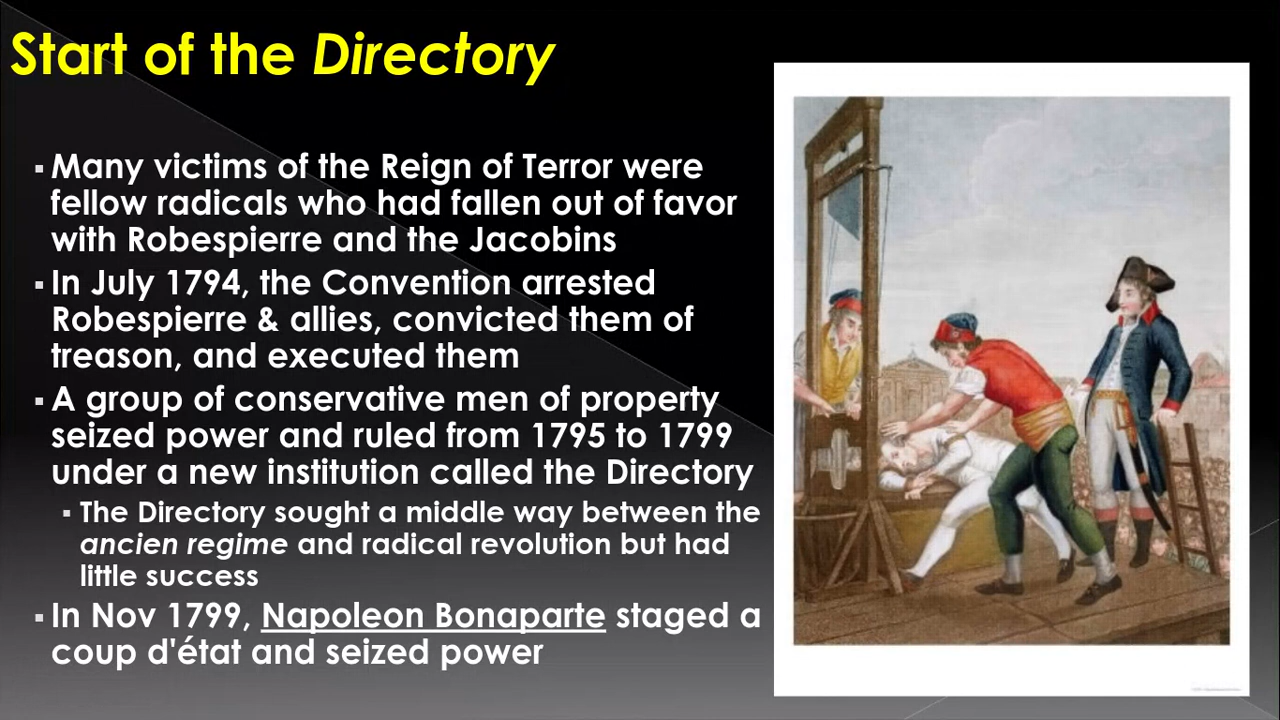 Start of the Directory
▪ Many victims of the Reign of Terror were
fellow radicals who had fallen out of favor
with Robespierre and the Jacobins
▪ In July 1794, the Convention arrested
Robespierre & allies, convicted them of
treason, and executed them
▪ A group of conservative men of property
seized power and ruled from 1795 to 1799
under a new institution called the Directory
▪ The Directory sought a middle way between the
ancien regime and radical revolution but had
little success
▪ In Nov 1799, Napoleon Bonaparte staged a
coup d'état and seized power